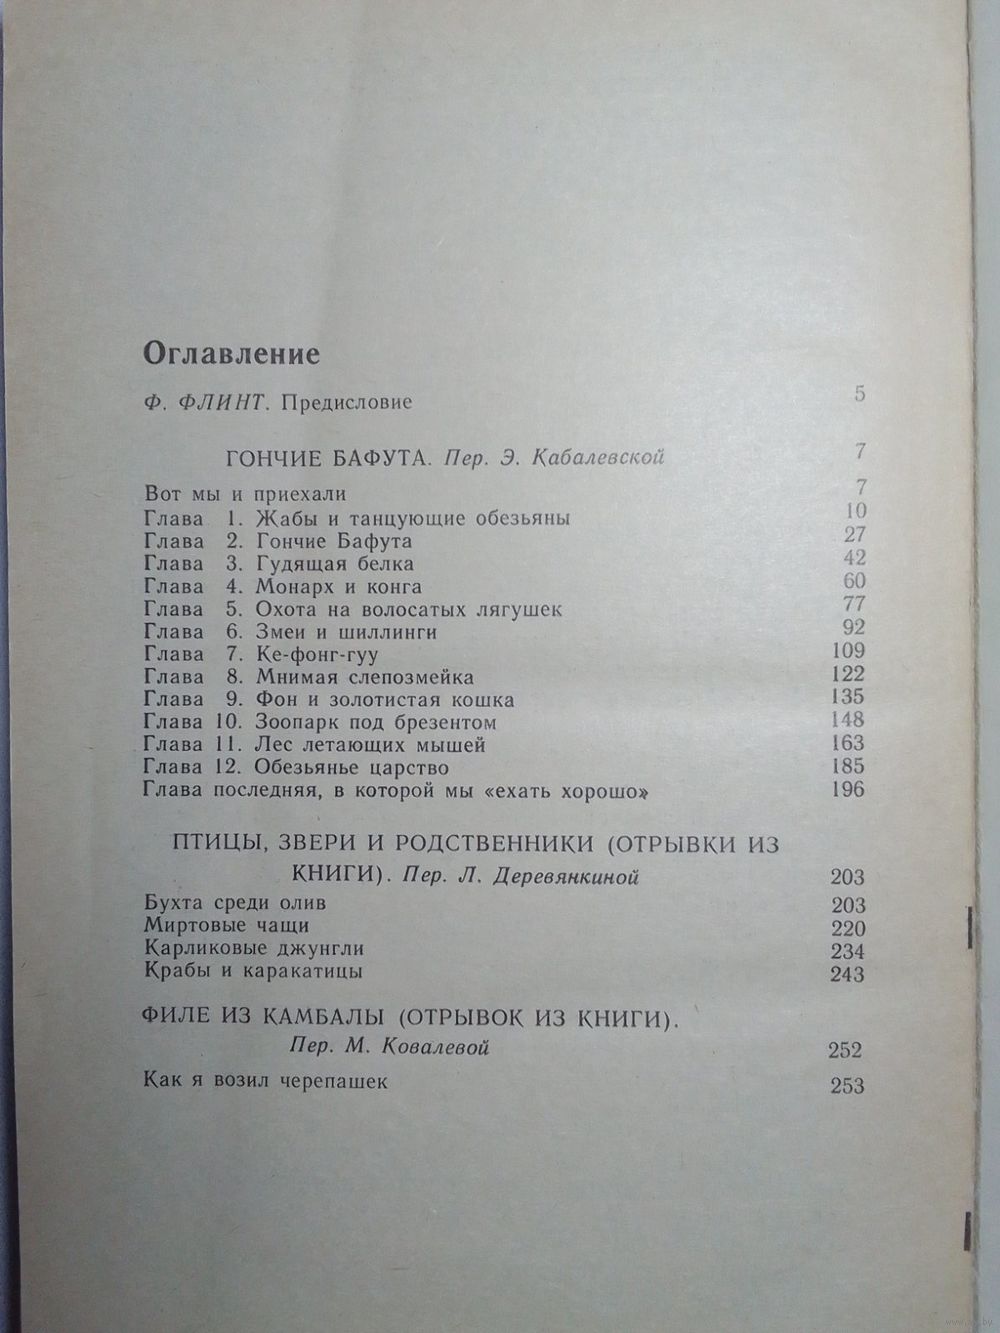 Оглавление
Ф. ФЛИНТ. Предисловие 5
ГОНЧИЕ БАФУТА. Пер. Э. Кабалевской 7
Вот мы и приехали 7
Глава 1. Жабы и танцующие обезьяны 10
Глава 2. Гончие Бафута 27
Глава 3. Гудящая белка 42
Глава 4. Монарх и конга 60
Глава 5. Охота на волосатых лягушек 77
Глава 6. Змеи и шиллинги 92
Глава 7. Ке-фонг-гуу 109
Глава 8. Мнимая слепозмейка 122
Глава 9. Фон и золотистая кошка 135
Глава 10. Зоопарк под брезентом 148
Глава 11. Лес летающих мышей 163
Глава 12. Обезьянье царство 185
Глава последняя, в которой мы «ехать хорошо» 196
ПТИЦЫ, ЗВЕРИ И РОДСТВЕННИКИ (ОТРЫВКИ ИЗ
КНИГИ). Пер. Л. Деревянкиной 203
Бухта среди олив 203
Миртовые чащи 220
Карликовые джунгли 234
Крабы и каракатицы 243
ФИЛЕ ИЗ КАМБАЛЫ (ОТРЫВОК ИЗ КНИГИ).
Пер. М. Ковалевой 252
Как я возил черепашек 253